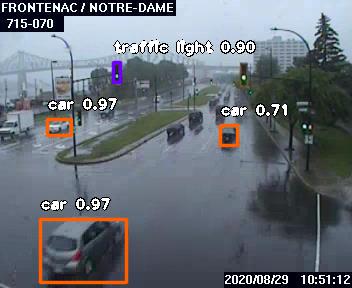 FRONTENAC / NOTRE-DAME
715-070
traffic light 0.90
car 0.97
car 0.71
car 0.97
2020/08/29 10:51:12